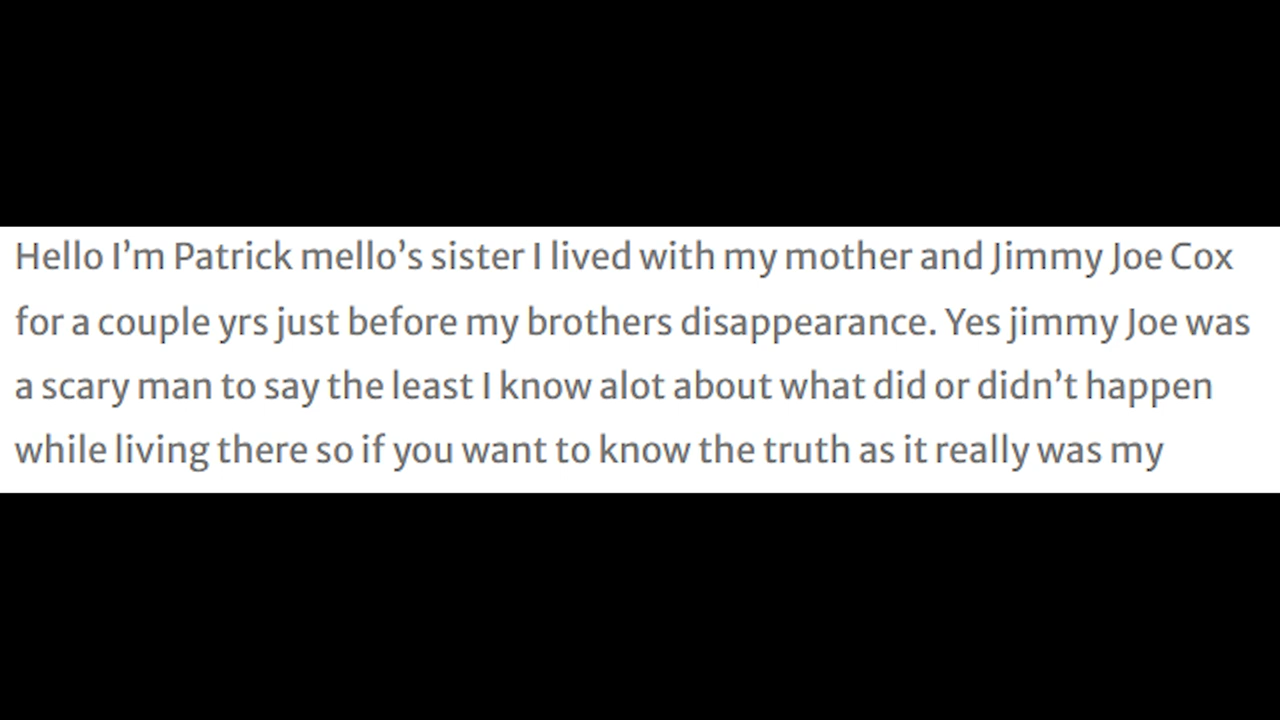 Hello I’m Patrick mello’s sister I lived with my mother and Jimmy Joe Cox
for a couple yrs just before my brothers disappearance. Yes jimmy Joe was
a scary man to say the least I know alot about what did or didn’t happen
while living there so if you want to know the truth as it really was my